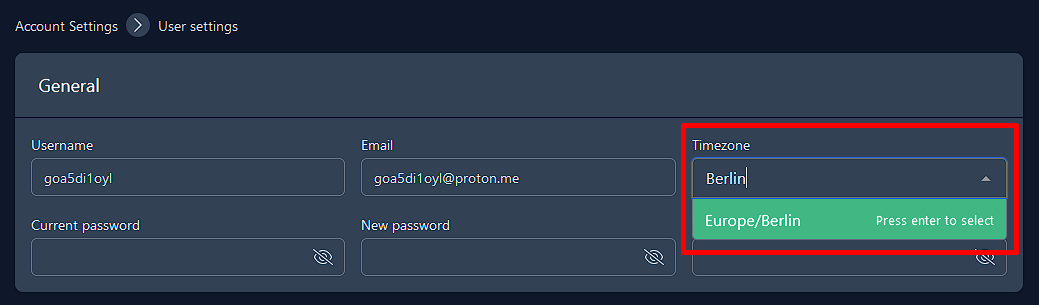 Account Settings User settings
General
Username Email Timezone
goa5di1oyl goa5di1oyl@proton.me Berlin
Europe/Berlin Press enter to select
Current password New password